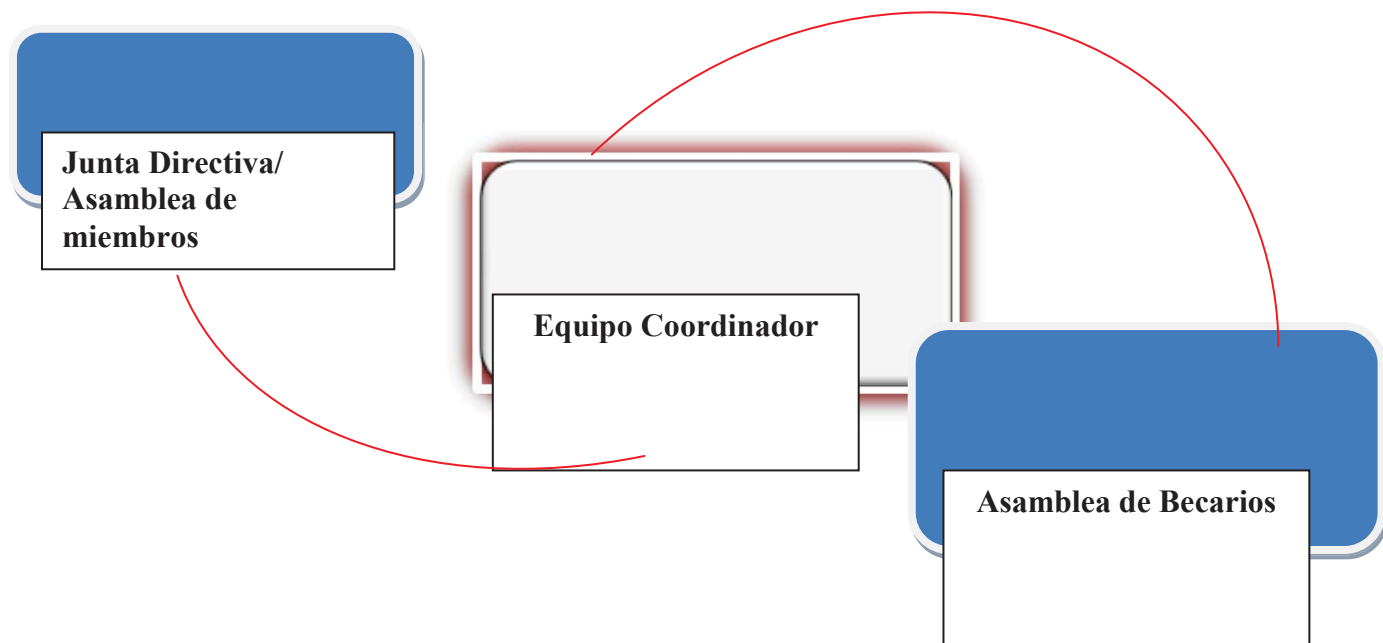 Junta Directiva/
Asamblea de
miembros
Equipo Coordinador
Asamblea de Becarios